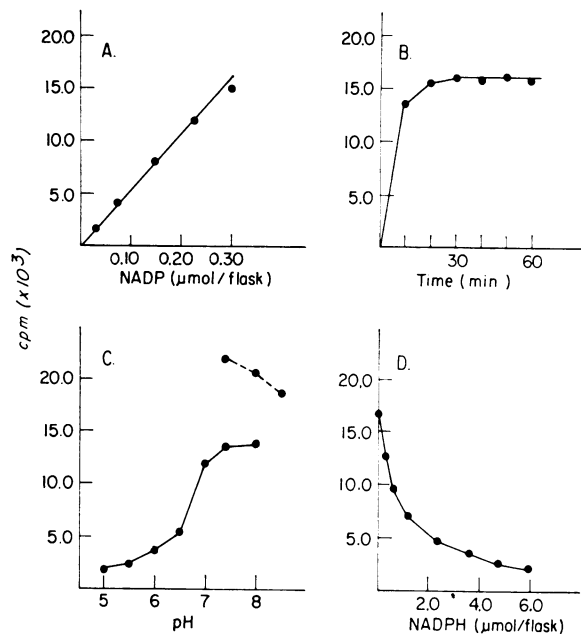 A.
20.0
15.0
10.0
5.0
0.10 0.20 0.30
NADP (μmol/flask)
B.
20.0
15.0
10.0
5.0
30 60
Time (min)
cpm (x10³)
C.
20.0
15.0
10.0
5.0
5 6 7 8
pH
D.
20.0
15.0
10.0
5.0
2.0 4.0 6.0
NADPH (μmol/flask)